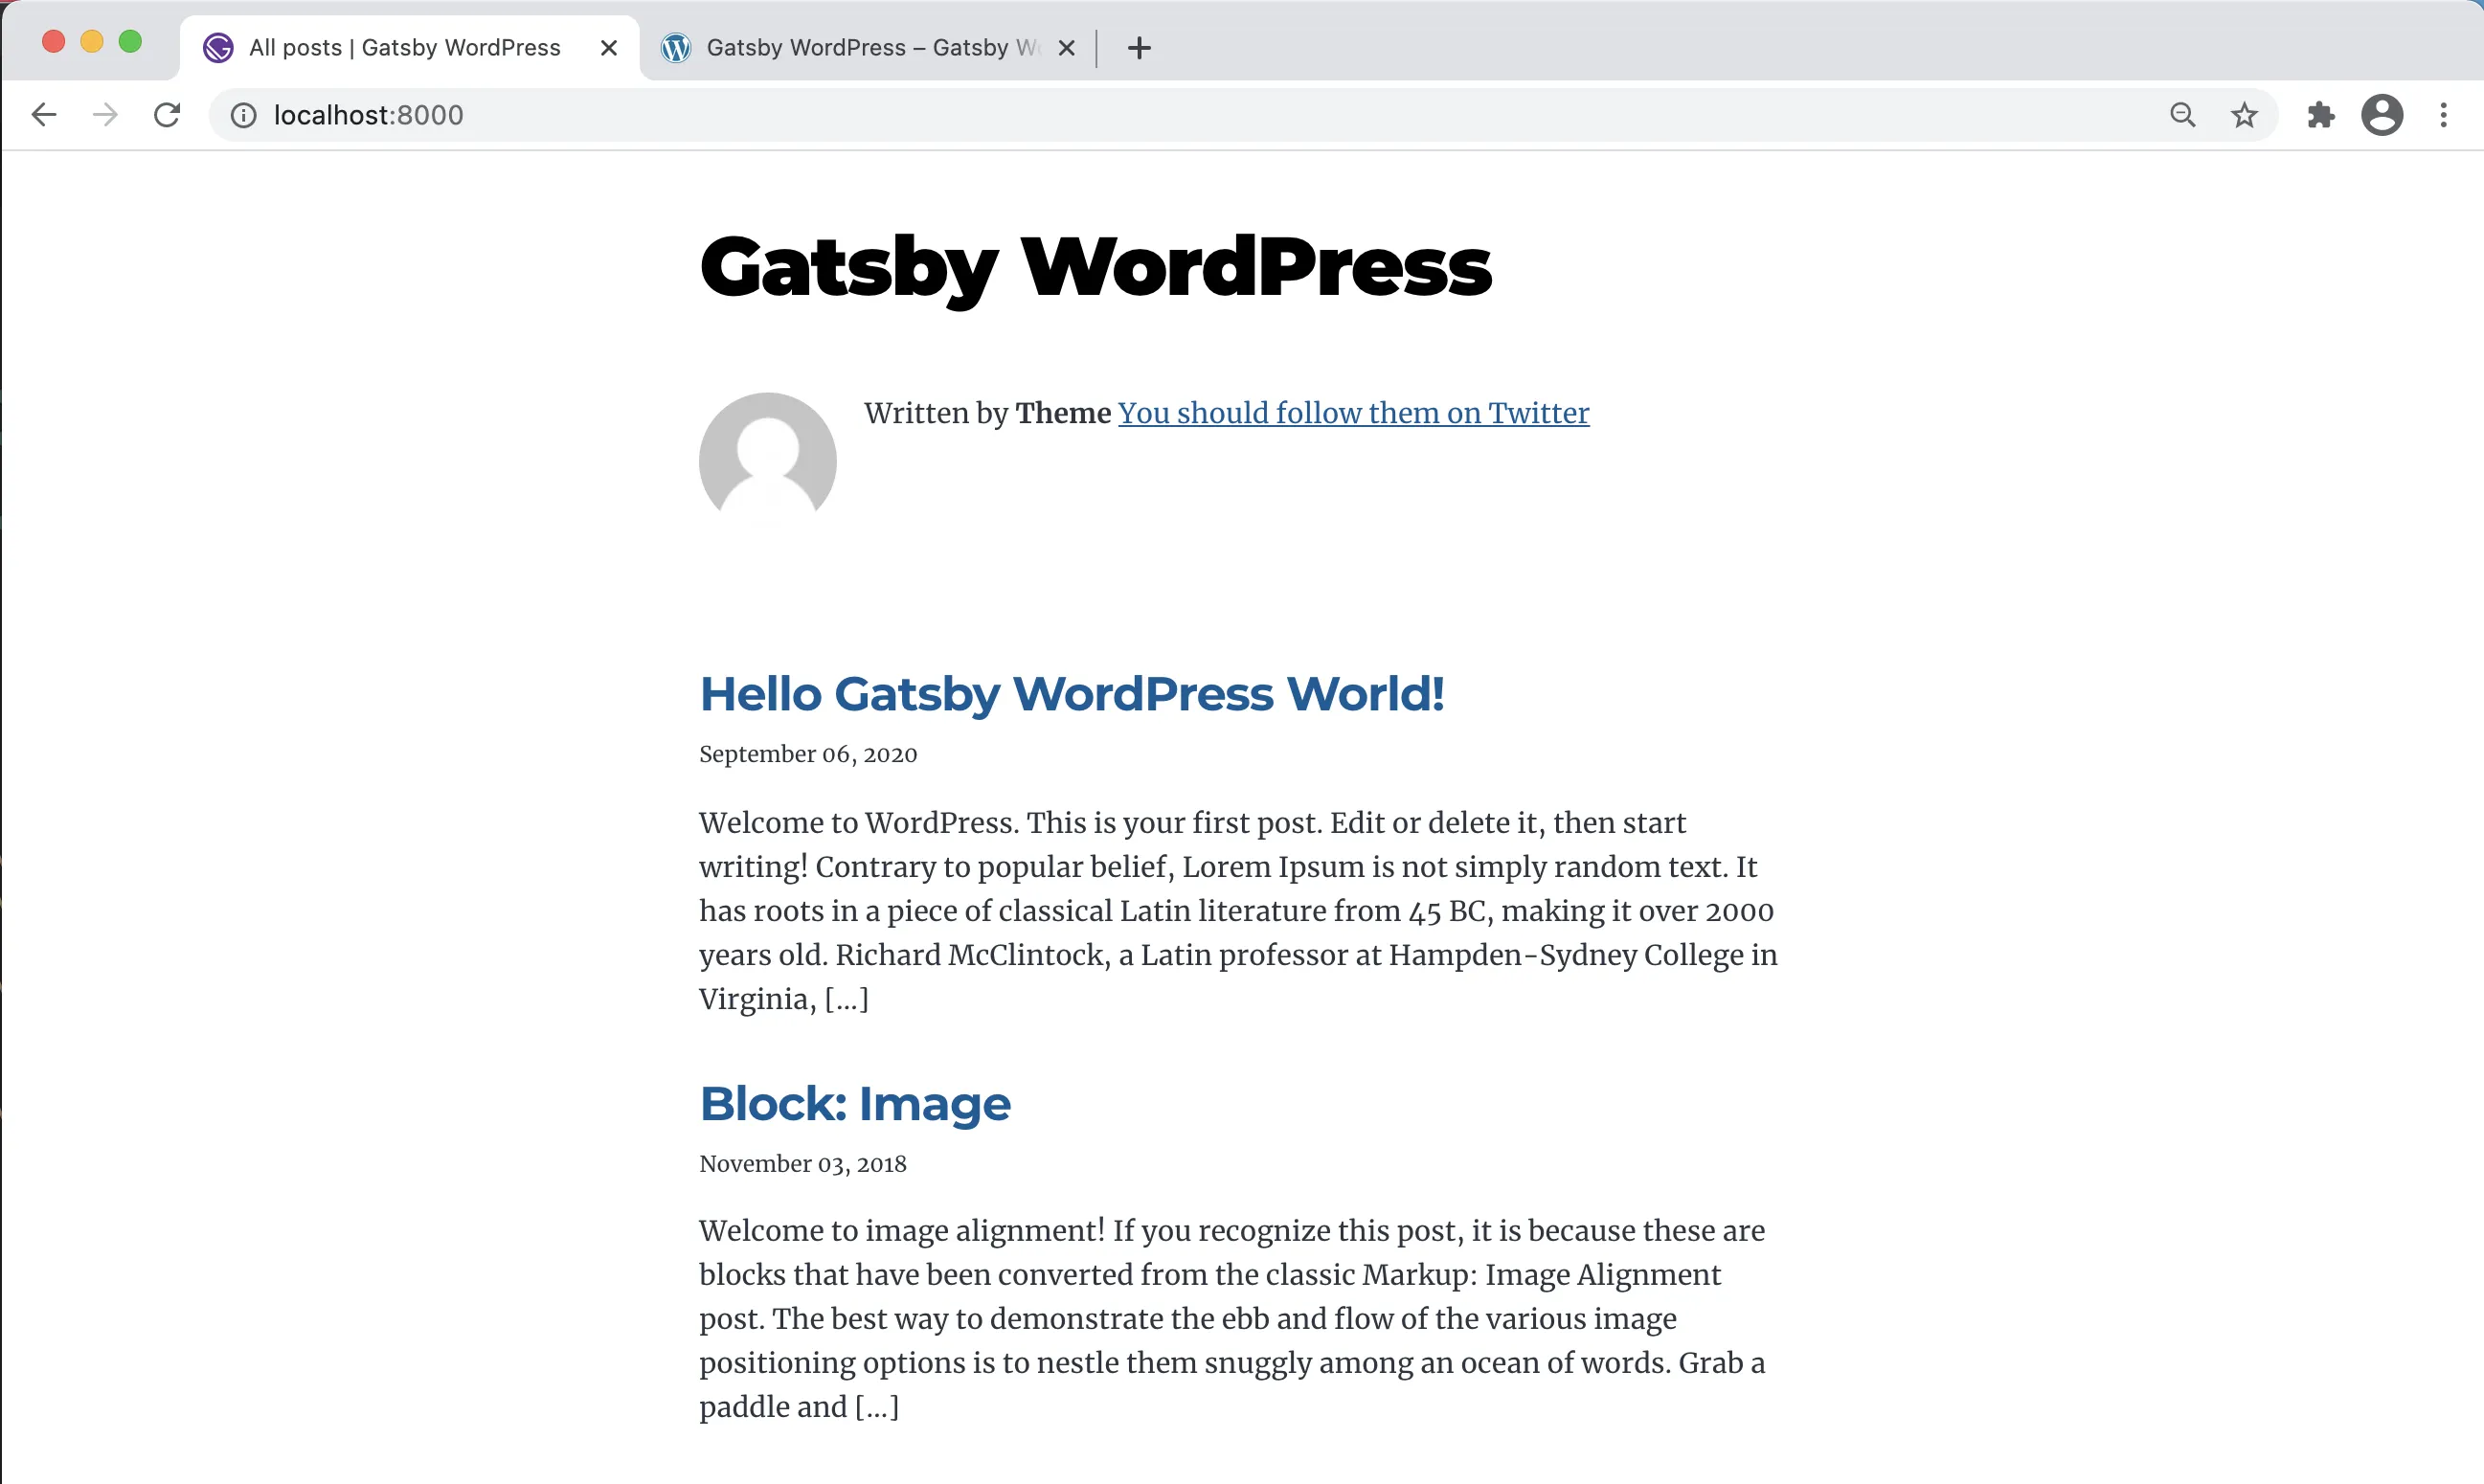 All posts | Gatsby WordPress
Gatsby WordPress – Gatsby
localhost:8000
Gatsby WordPress
Written by Theme You should follow them on Twitter
Hello Gatsby WordPress World!
September 06, 2020
Welcome to WordPress. This is your first post. Edit or delete it, then start
writing! Contrary to popular belief, Lorem Ipsum is not simply random text. It
has roots in a piece of classical Latin literature from 45 BC, making it over 2000
years old. Richard McClintock, a Latin professor at Hampden-Sydney College in
Virginia, […]
Block: Image
November 03, 2018
Welcome to image alignment! If you recognize this post, it is because these are
blocks that have been converted from the classic Markup: Image Alignment
post. The best way to demonstrate the ebb and flow of the various image
positioning options is to nestle them snuggly among an ocean of words. Grab a
paddle and […]